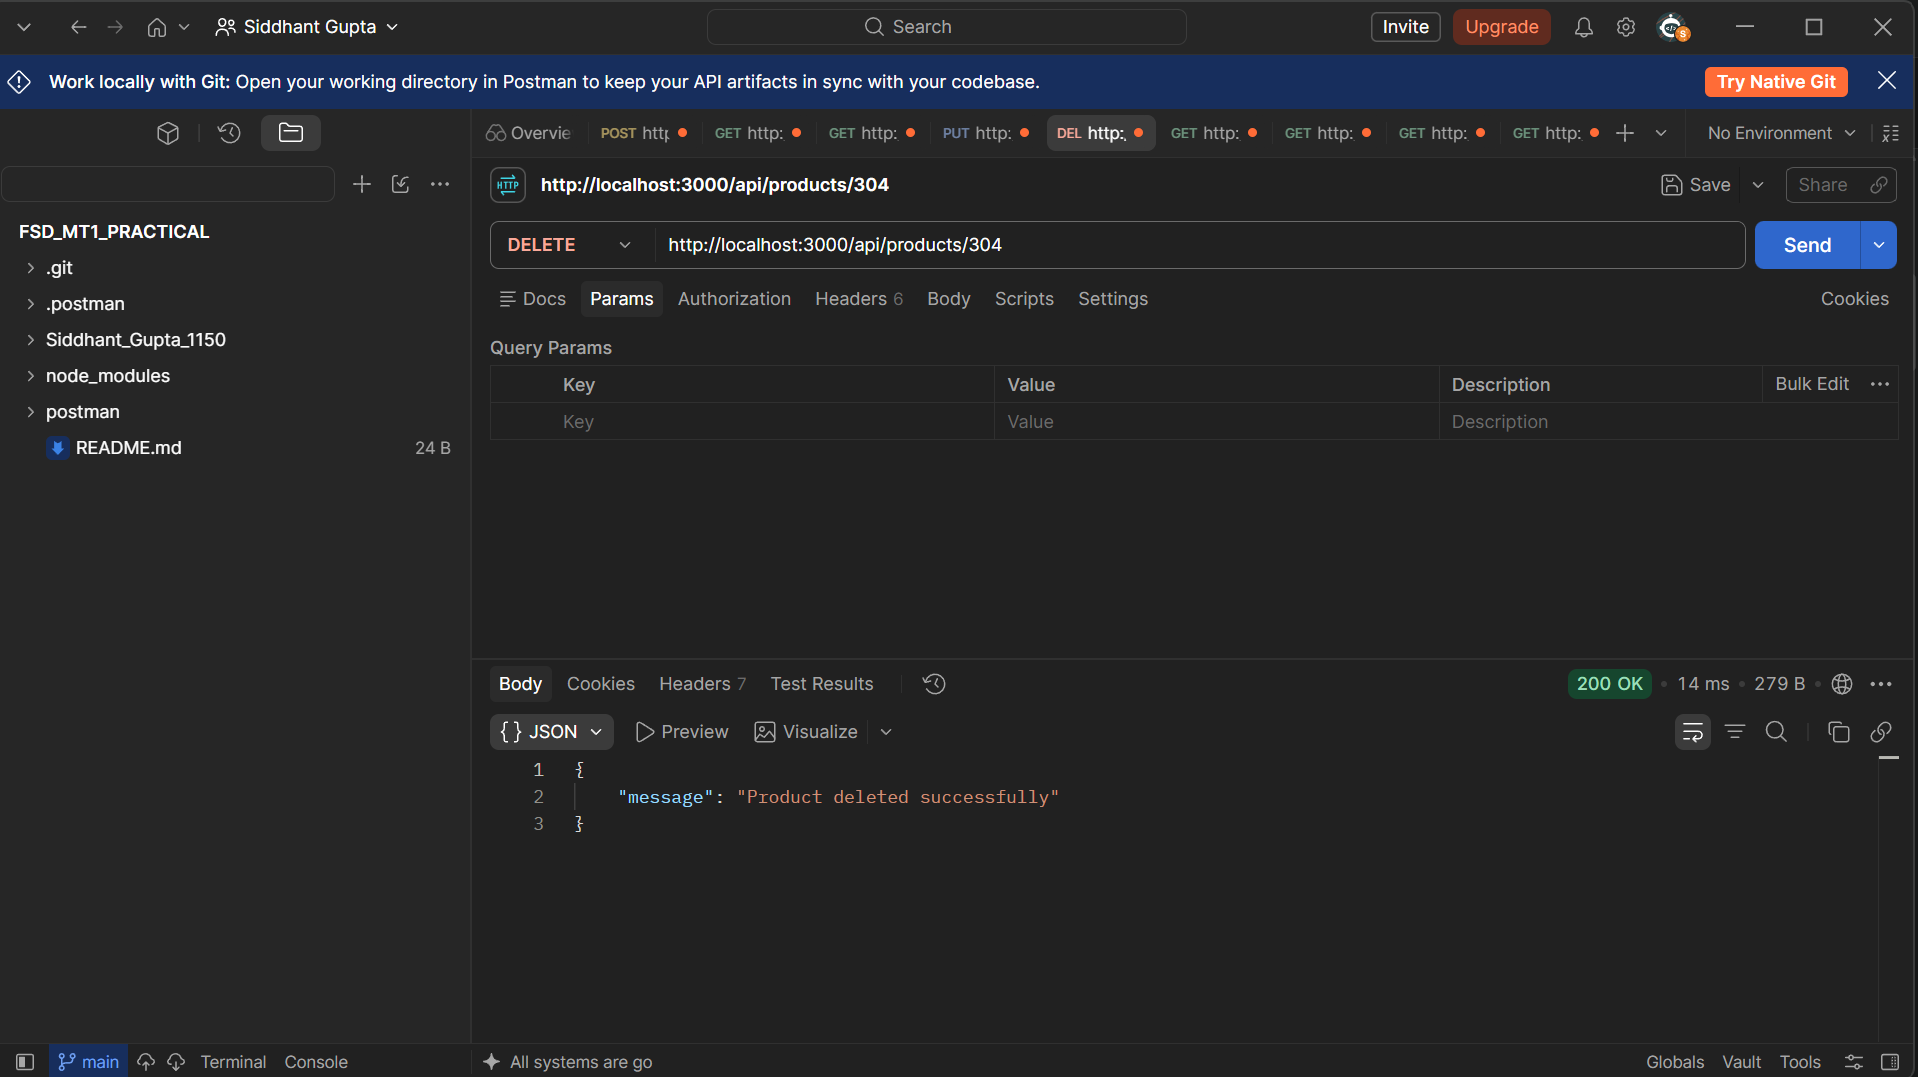 Siddhant Gupta
Search
Invite
Upgrade
Work locally with Git: Open your working directory in Postman to keep your API artifacts in sync with your codebase.
Try Native Git
Overvie
POST http
GET http:
GET http:
PUT http:
DEL http:
GET http:
GET http:
GET http:
GET http:
No Environment
HTTP
http://localhost:3000/api/products/304
Save
Share
FSD_MT1_PRACTICAL
.git
.postman
Siddhant_Gupta_1150
node_modules
postman
README.md
24 B
DELETE
http://localhost:3000/api/products/304
Send
Docs
Params
Authorization
Headers 6
Body
Scripts
Settings
Cookies
Query Params
Key
Value
Description
Bulk Edit
Key
Value
Description
Body
Cookies
Headers 7
Test Results
200 OK
14 ms
279 B
{} JSON
Preview
Visualize
1 {
2 "message": "Product deleted successfully"
3 }
main
Terminal
Console
All systems are go
Globals
Vault
Tools